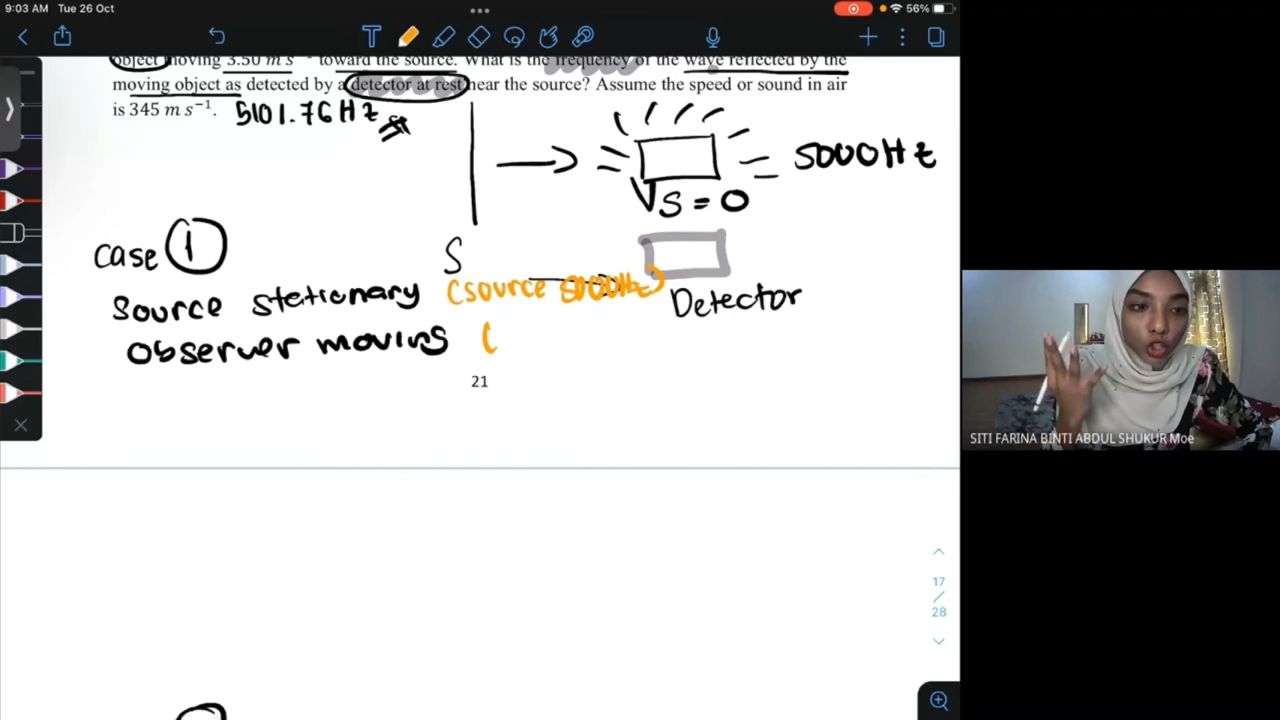 9:03 AM Tue 26 Oct
56%
object moving 3.50 m s toward the source. What is the frequency of the wave reflected by the
moving object as detected by a detector at rest near the source? Assume the speed or sound in air
is 345 m s⁻¹. 5101.76 Hz
5000 Hz
Vs = 0
case 1
S
Source stationary (source 5000Hz)
Detector
observer moving (
21
SITI FARINA BINTI ABDUL SHUKUR Moe
17
/
28